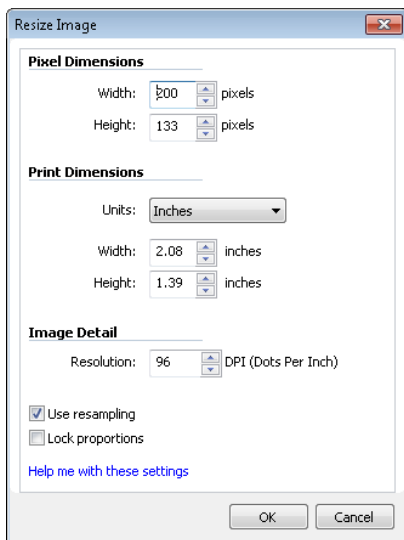 Resize Image
Pixel Dimensions
Width: 200 pixels
Height: 133 pixels
Print Dimensions
Units: Inches
Width: 2.08 inches
Height: 1.39 inches
Image Detail
Resolution: 96 DPI (Dots Per Inch)
Use resampling
Lock proportions
Help me with these settings
OK Cancel